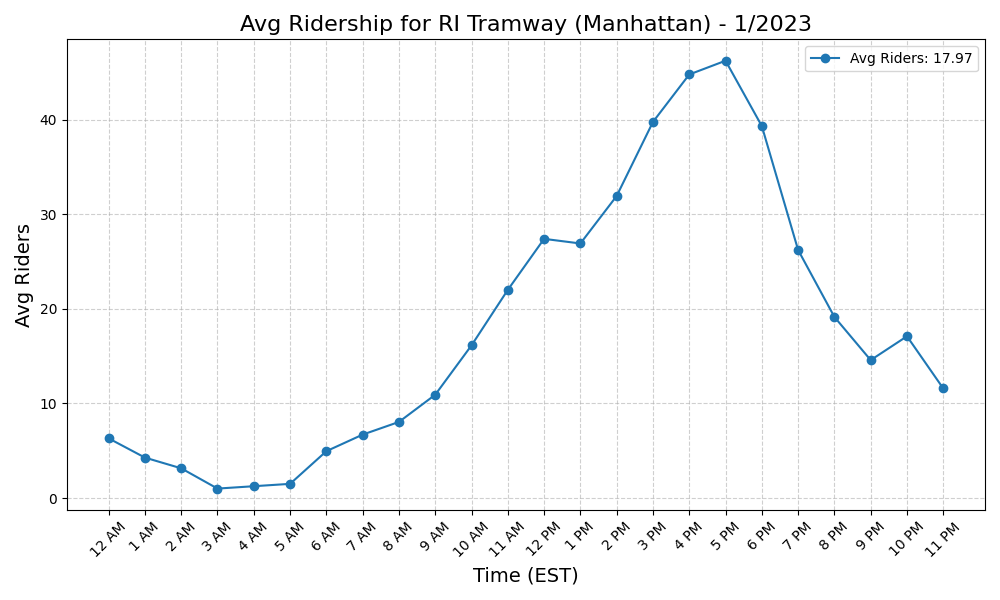 Avg Ridership for RI Tramway (Manhattan) - 1/2023
Avg Riders: 17.97
Avg Riders
40
30
20
10
0
12 AM 1 AM 2 AM 3 AM 4 AM 5 AM 6 AM 7 AM 8 AM 9 AM 10 AM 11 AM 12 PM 1 PM 2 PM 3 PM 4 PM 5 PM 6 PM 7 PM 8 PM 9 PM 10 PM 11 PM
Time (EST)